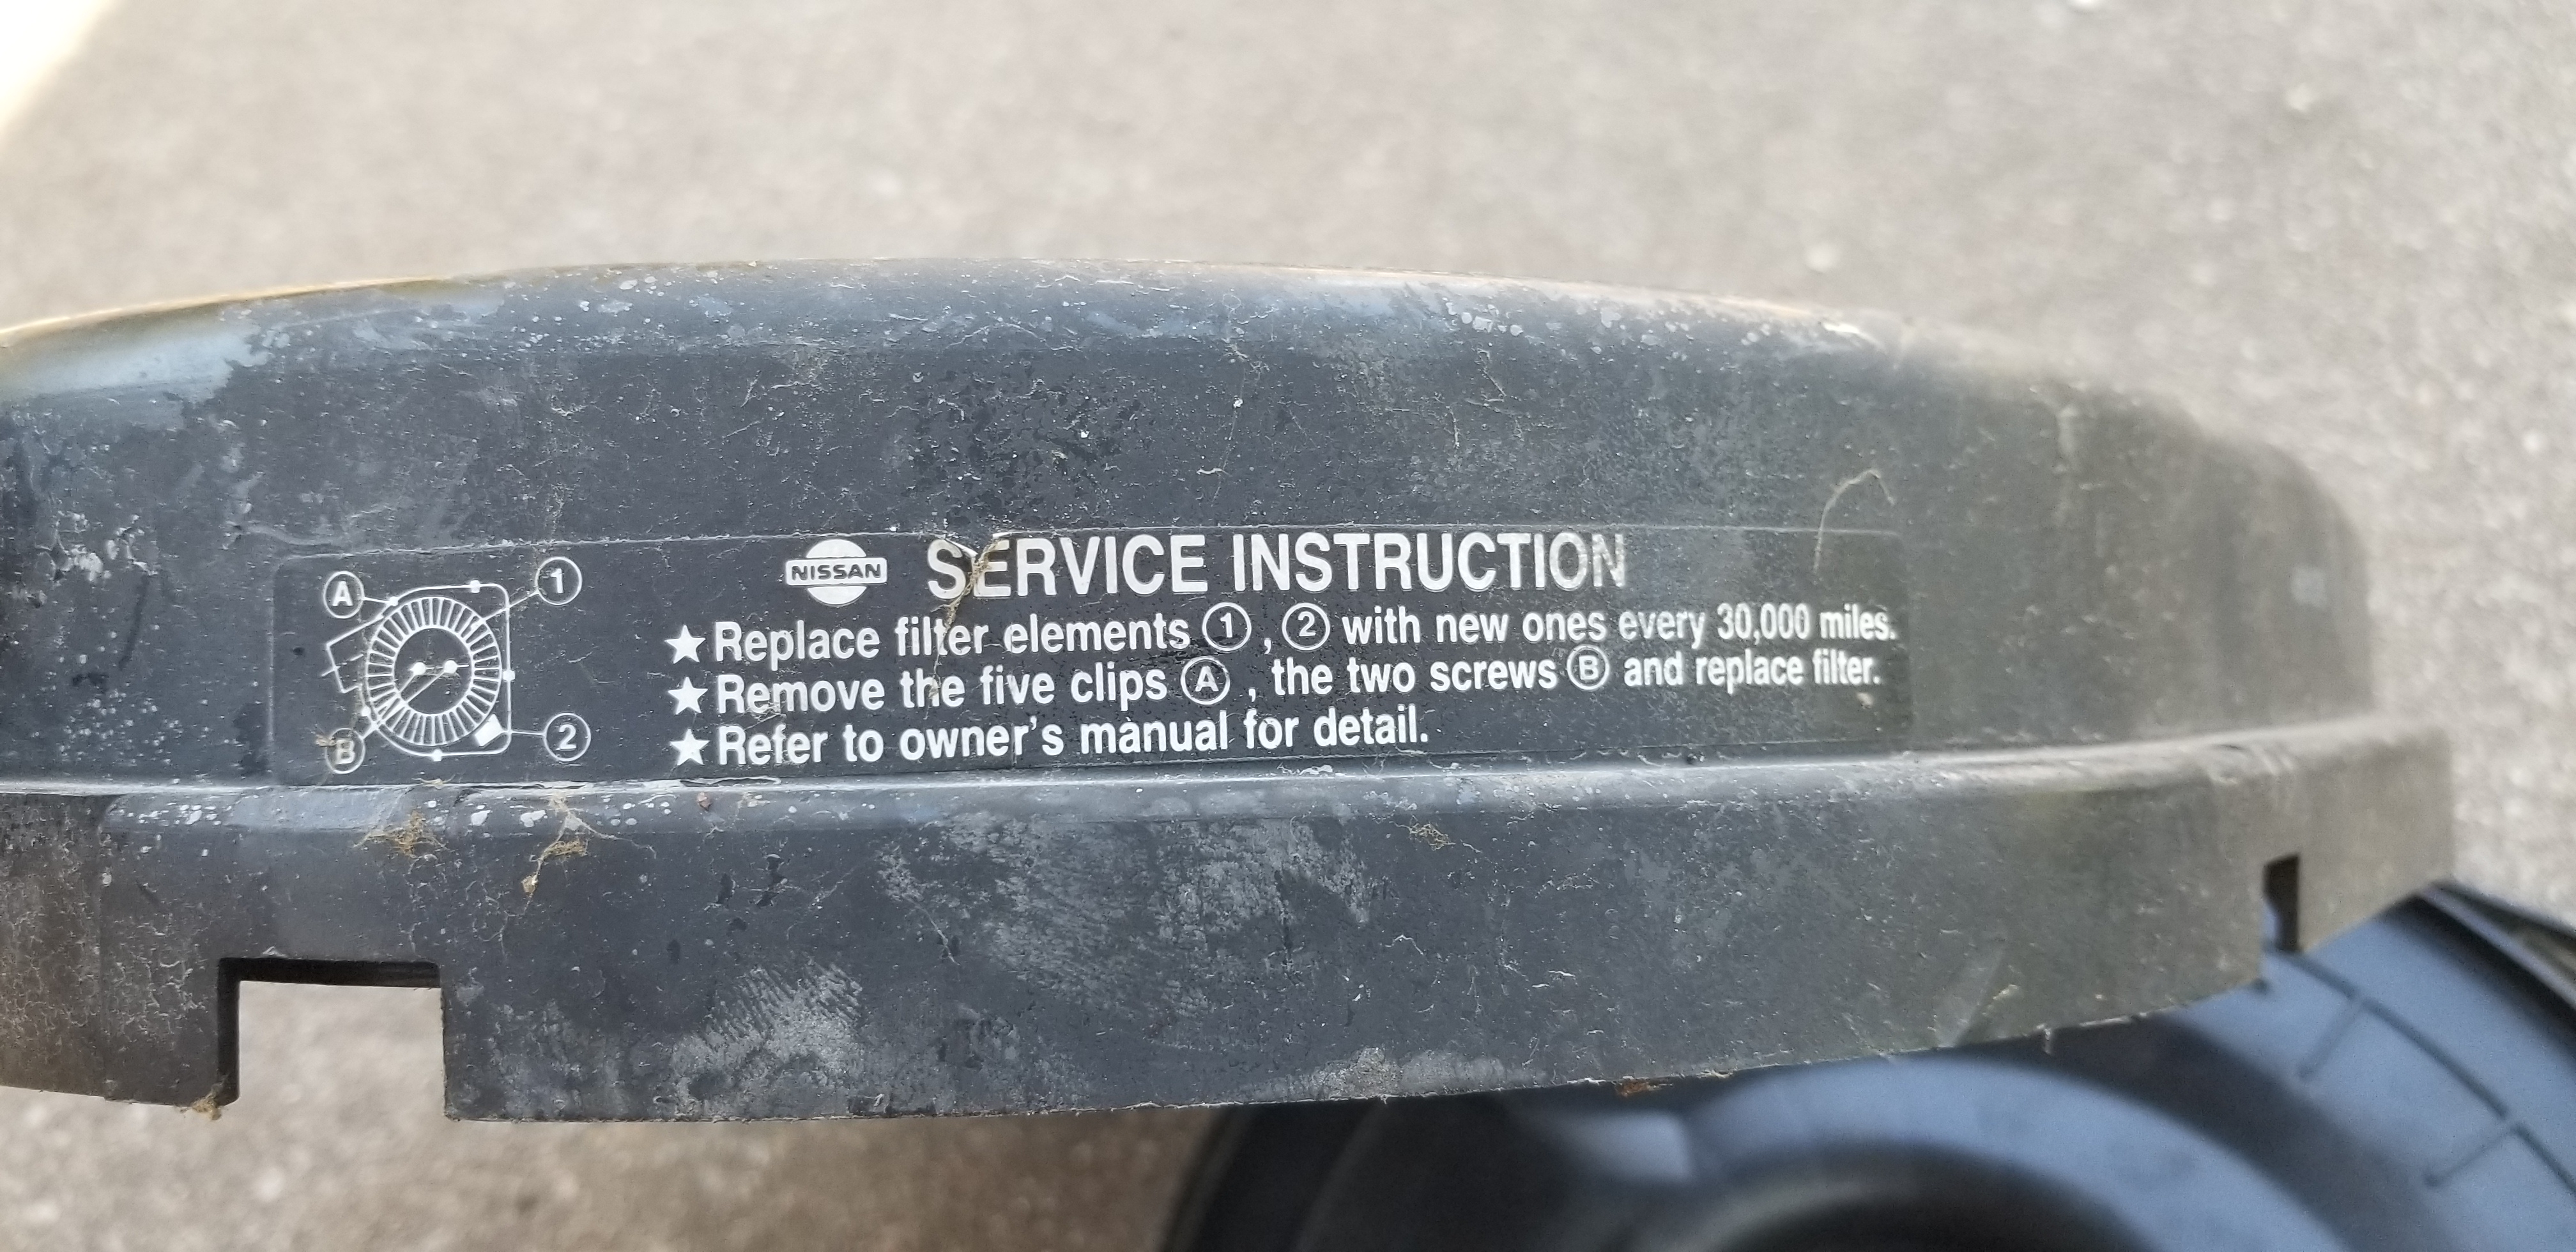 A
1
B
2
NISSAN SERVICE INSTRUCTION
★Replace filter elements ①, ② with new ones every 30,000 miles.
★Remove the five clips Ⓐ, the two screws Ⓑ and replace filter.
★Refer to owner's manual for detail.